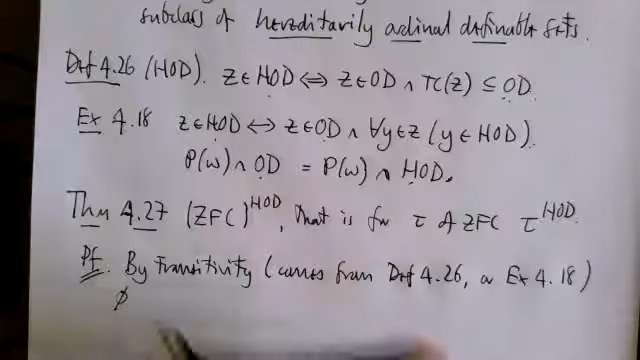 subclass of hereditarily ordinal definable sets.
Def 4.26 (HOD). z ∈ HOD ⟺ z ∈ OD ∧ TC(z) ⊆ OD.
Ex 4.18 z ∈ HOD ↔ z ∈ OD ∧ ∀y ∈ z (y ∈ HOD).
P(ω) ∩ OD = P(ω) ∩ HOD.
Thm 4.27 (ZFC)^HOD, that is for τ ∈ ZFC τ^HOD.
Pf. By transitivity (comes from Def 4.26, or Ex 4.18)
∅